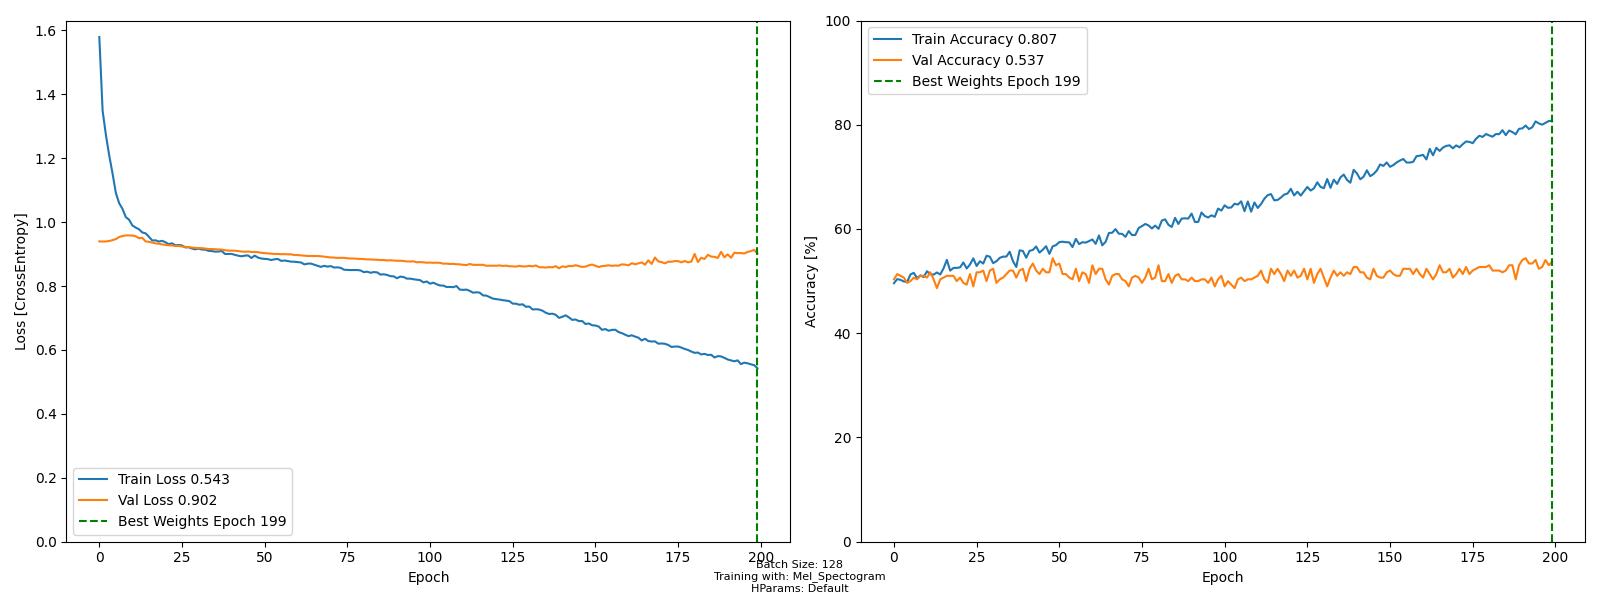 1.6
1.4
1.2
1.0
0.8
0.6
0.4
0.2
0.0
Loss [CrossEntropy]
Train Loss 0.543
Val Loss 0.902
Best Weights Epoch 199
0 25 50 75 100 125 150 175 200
Epoch
100
80
60
40
20
0
Accuracy [%]
Train Accuracy 0.807
Val Accuracy 0.537
Best Weights Epoch 199
0 25 50 75 100 125 150 175 200
Epoch
Batch Size: 128
Training with: Mel_Spectogram
HParams: Default